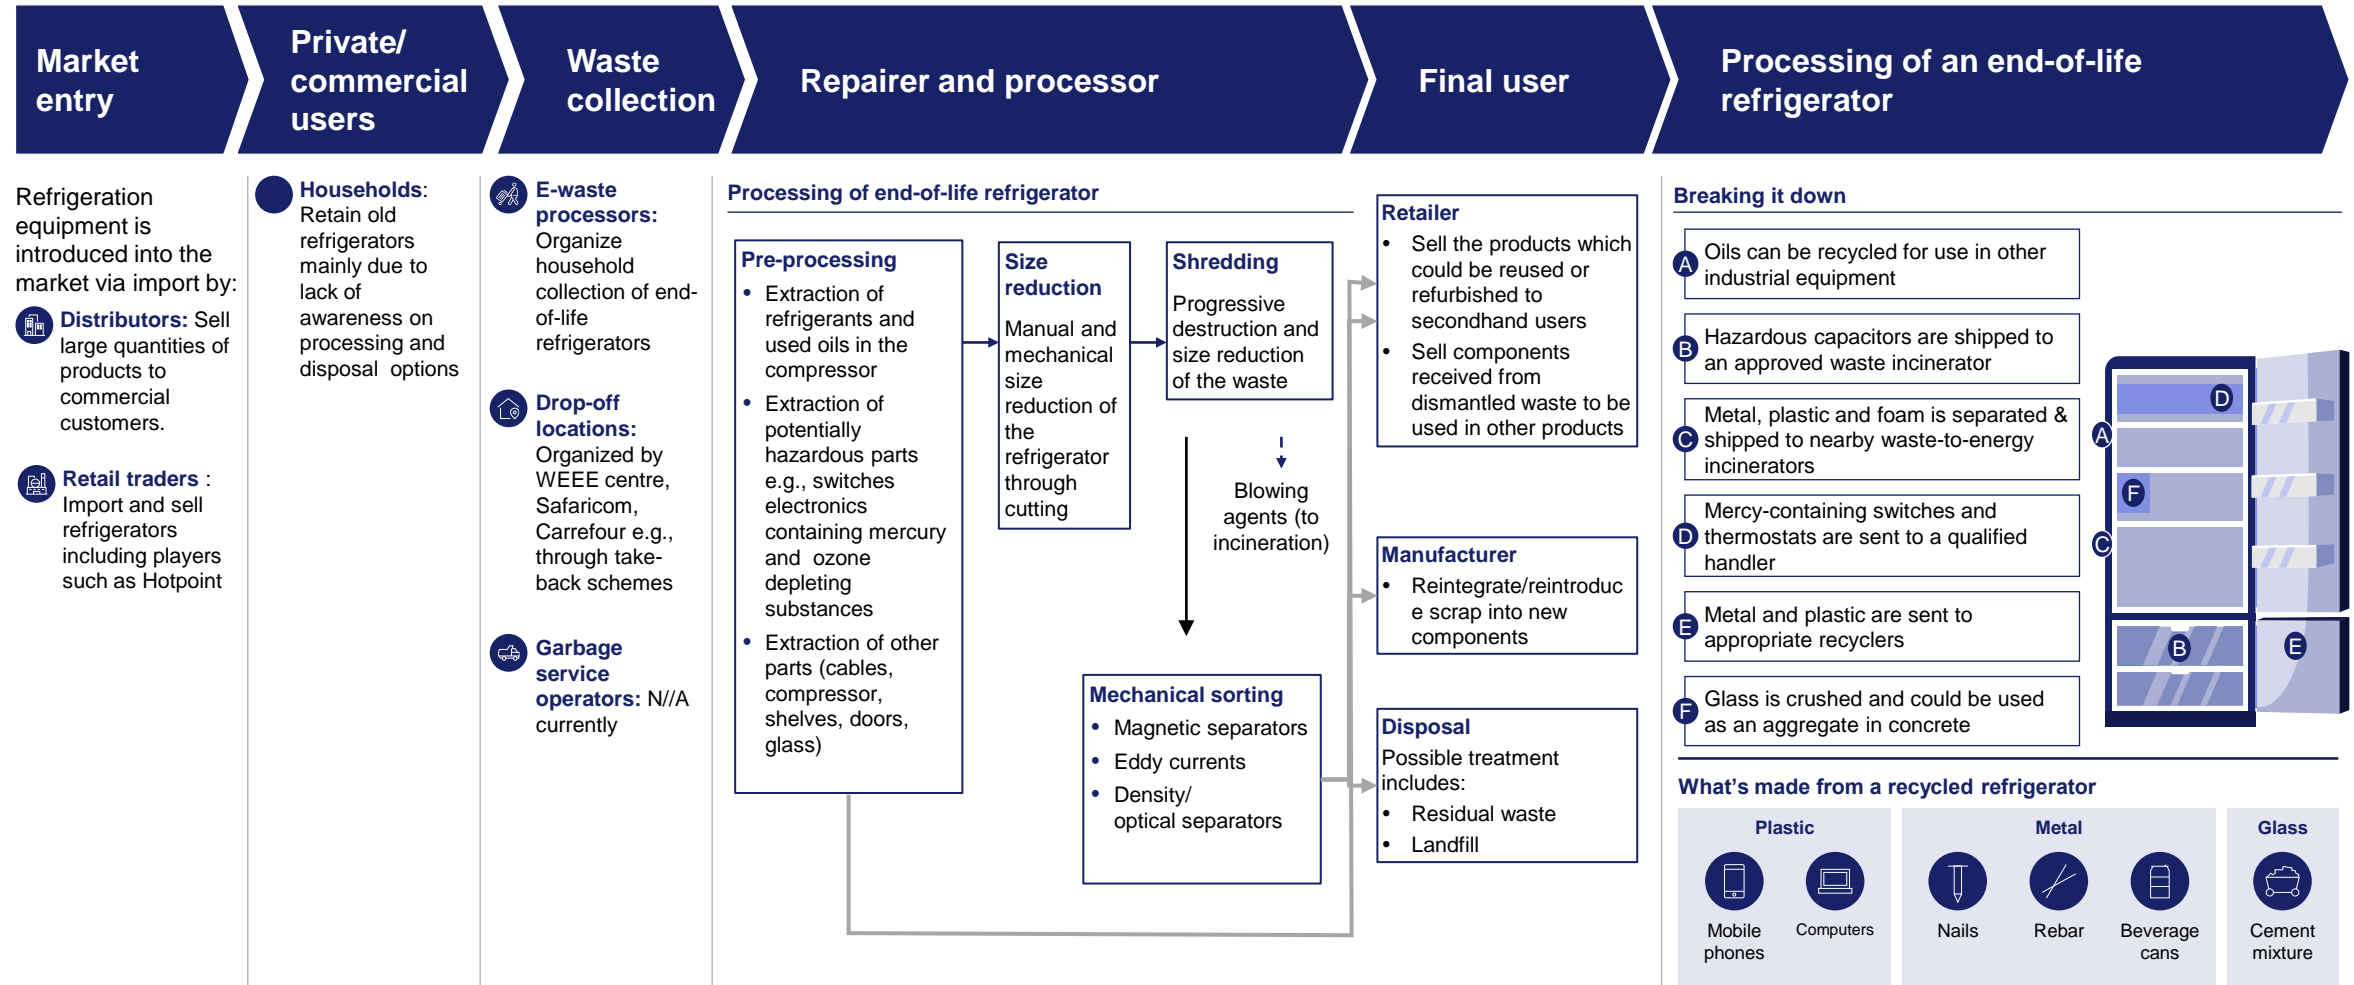 Market
entry
Private/
commercial
users
Waste
collection
Repairer and processor
Final user
Processing of an end-of-life
refrigerator
Refrigeration
equipment is
introduced into the
market via import by:
Distributors: Sell
large quantities of
products to
commercial
customers.
Retail traders :
Import and sell
refrigerators
including players
such as Hotpoint
Households:
Retain old
refrigerators
mainly due to
lack of
awareness on
processing and
disposal options
E-waste
processors:
Organize
household
collection of end-
of-life
refrigerators
Drop-off
locations:
Organized by
WEEE centre,
Safaricom,
Carrefour e.g.,
through take-
back schemes
Garbage
service
operators: N//A
currently
Processing of end-of-life refrigerator
Pre-processing
• Extraction of
refrigerants and
used oils in the
compressor
• Extraction of
potentially
hazardous parts
e.g., switches
electronics
containing mercury
and ozone
depleting
substances
• Extraction of other
parts (cables,
compressor,
shelves, doors,
glass)
Size
reduction
Manual and
mechanical
size
reduction of
the
refrigerator
through
cutting
Shredding
Progressive
destruction and
size reduction
of the waste
Blowing
agents (to
incineration)
Mechanical sorting
• Magnetic separators
• Eddy currents
• Density/
optical separators
Retailer
• Sell the products which
could be reused or
refurbished to
secondhand users
• Sell components
received from
dismantled waste to be
used in other products
Manufacturer
• Reintegrate/reintroduc
e scrap into new
components
Disposal
Possible treatment
includes:
• Residual waste
• Landfill
Breaking it down
A Oils can be recycled for use in other
industrial equipment
B Hazardous capacitors are shipped to
an approved waste incinerator
C Metal, plastic and foam is separated &
shipped to nearby waste-to-energy
incinerators
D Mercy-containing switches and
thermostats are sent to a qualified
handler
E Metal and plastic are sent to
appropriate recyclers
F Glass is crushed and could be used
as an aggregate in concrete
D
A
F
C
B
E
What's made from a recycled refrigerator
Plastic
Mobile
phones
Computers
Metal
Nails
Rebar
Beverage
cans
Glass
Cement
mixture